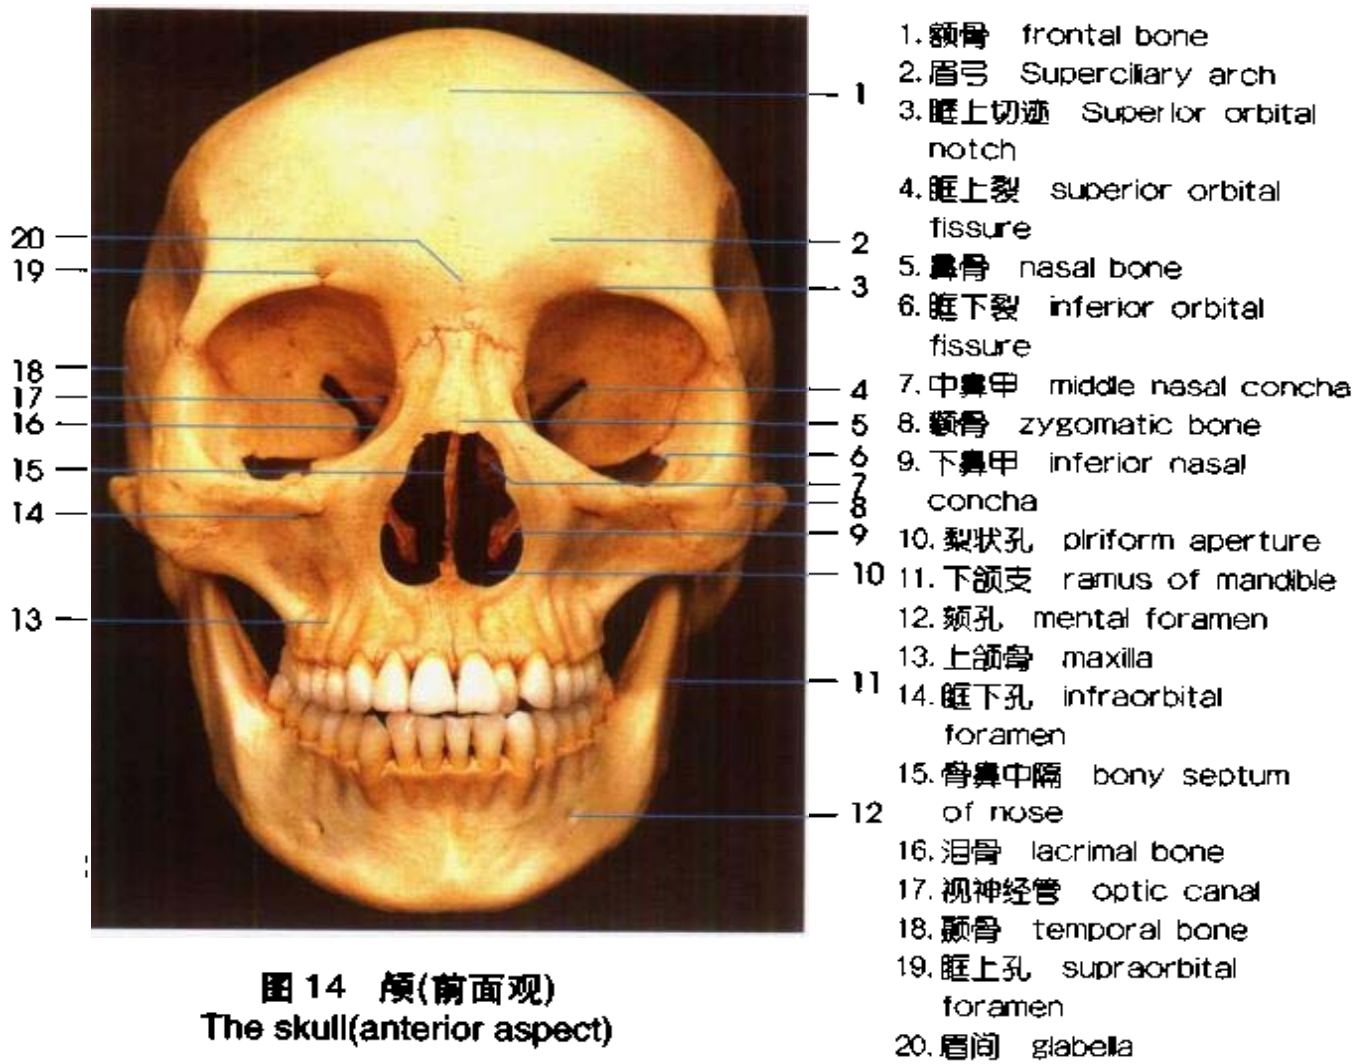 1
2
3
4
5
6
7
8
9
10
11
12
20
19
18
17
16
15
14
13
1. 额骨 frontal bone
2. 眉弓 Superciliary arch
3. 眶上切迹 Superior orbital
notch
4. 眶上裂 superior orbital
fissure
5. 鼻骨 nasal bone
6. 眶下裂 inferior orbital
fissure
7. 中鼻甲 middle nasal concha
8. 颧骨 zygomatic bone
9. 下鼻甲 inferior nasal
concha
10. 梨状孔 piriform aperture
11. 下颌支 ramus of mandible
12. 颏孔 mental foramen
13. 上颌骨 maxilla
14. 眶下孔 infraorbital
foramen
15. 骨鼻中隔 bony septum
of nose
16. 泪骨 lacrimal bone
17. 视神经管 optic canal
18. 颞骨 temporal bone
19. 眶上孔 supraorbital
foramen
20. 眉间 glabella
图 14 颅(前面观)
The skull(anterior aspect)